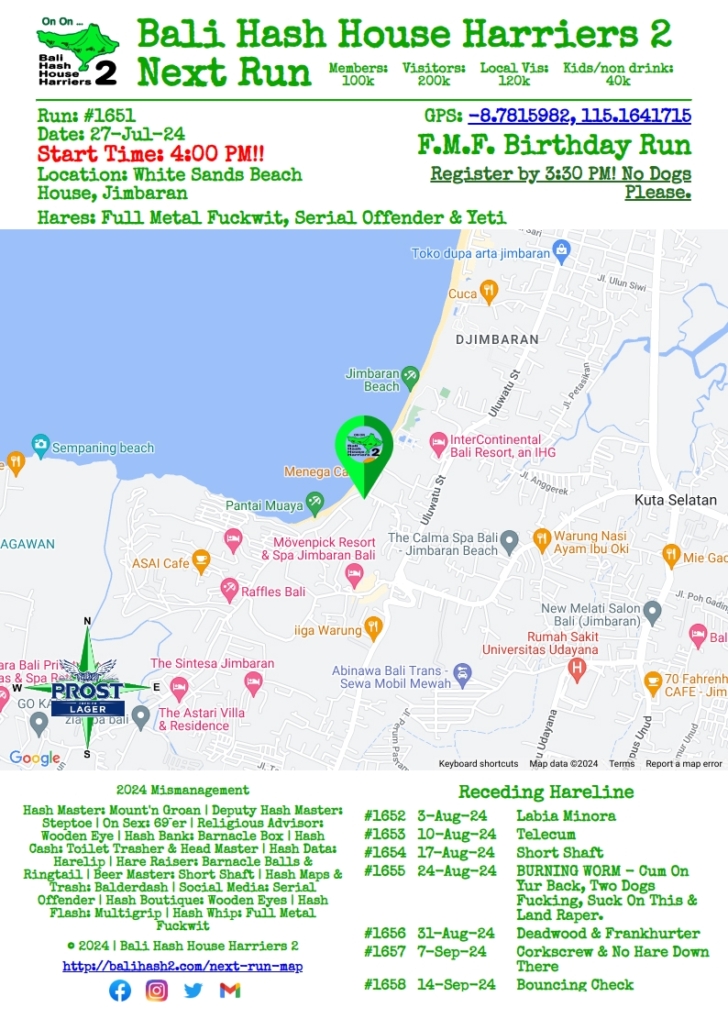 On On ...
Bali
Hash
House
Harriers 2
Bali Hash House Harriers 2
Next Run
Members:
100k
Visitors:
200k
Local Vis:
120k
Kids/non drink:
40k
Run: #1651
Date: 27-Jul-24
Start Time: 4:00 PM!!
Location: White Sands Beach
House, Jimbaran
GPS: -8.7815982, 115.1641715
F.M.F. Birthday Run
Register by 3:30 PM! No Dogs
Please.
Hares: Full Metal Fuckwit, Serial Offender & Yeti
Sari
Toko dupa arta jimbaran
Jl. Ulun Siwi
Cuca
DJIMBARAN
Jimbaran
Beach
Uluwatu St
Jl. Petasikan
Sempaning beach
InterContinental
Bali Resort, an IHG
Menega Ca
Jl. Anggerek
Uluwatu St
Kuta Selatan
Pantai Muaya
AGAWAN
Mövenpick Resort
& Spa Jimbaran Bali
The Calma Spa Bali
- Jimbaran Beach
Warung Nasi
Ayam Ibu Oki
Mie Gac
ASAI Cafe
Raffles Bali
Jl. Poh Gading
New Melati Salon
Bali (Jimbaran)
iiga Warung
Rumah Sakit
Universitas Udayana
Bal
N
W
E
S
PROST
LAGER
The Sintesa Jimbaran
Abinawa Bali Trans -
Sewa Mobil Mewah
70 Fahrenh
CAFE - Jim
The Astari Villa
& Residence
GO KA
bali
Udayana
pus Unud
Google
Keyboard shortcuts
Map data ©2024
Terms
Report a map error
2024 Mismanagement
Hash Master: Mount'n Groan | Deputy Hash Master:
Steptoe | On Sex: 69'er | Religious Advisor:
Wooden Eye | Hash Bank: Barnacle Box | Hash
Cash: Toilet Trasher & Head Master | Hash Data:
Harelip | Hare Raiser: Barnacle Balls &
Ringtail | Beer Master: Short Shaft | Hash Maps &
Trash: Balderdash | Social Media: Serial
Offender | Hash Boutique: Wooden Eyes | Hash
Flash: Multigrip | Hash Whip: Full Metal
Fuckwit
© 2024 | Bali Hash House Harriers 2
http://balihash2.com/next-run-map
Receding Hareline
#1652 3-Aug-24 Labia Minora
#1653 10-Aug-24 Telecum
#1654 17-Aug-24 Short Shaft
#1655 24-Aug-24 BURNING WORM - Cum On
Yur Back, Two Dogs
Fucking, Suck On This &
Land Raper.
#1656 31-Aug-24 Deadwood & Frankhurter
#1657 7-Sep-24 Corkscrew & No Hare Down
There
#1658 14-Sep-24 Bouncing Check